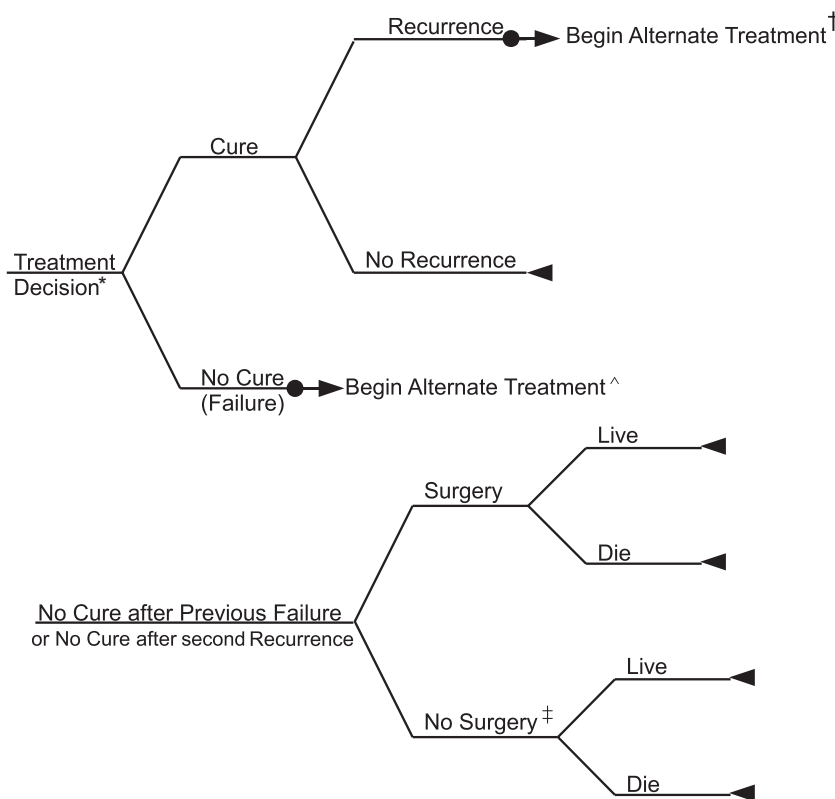 Recurrence
Begin Alternate Treatment†
Cure
No Recurrence
Treatment
Decision*
No Cure
(Failure)
Begin Alternate Treatment ^
Live
Surgery
Die
No Cure after Previous Failure
or No Cure after second Recurrence
Live
No Surgery ‡
Die